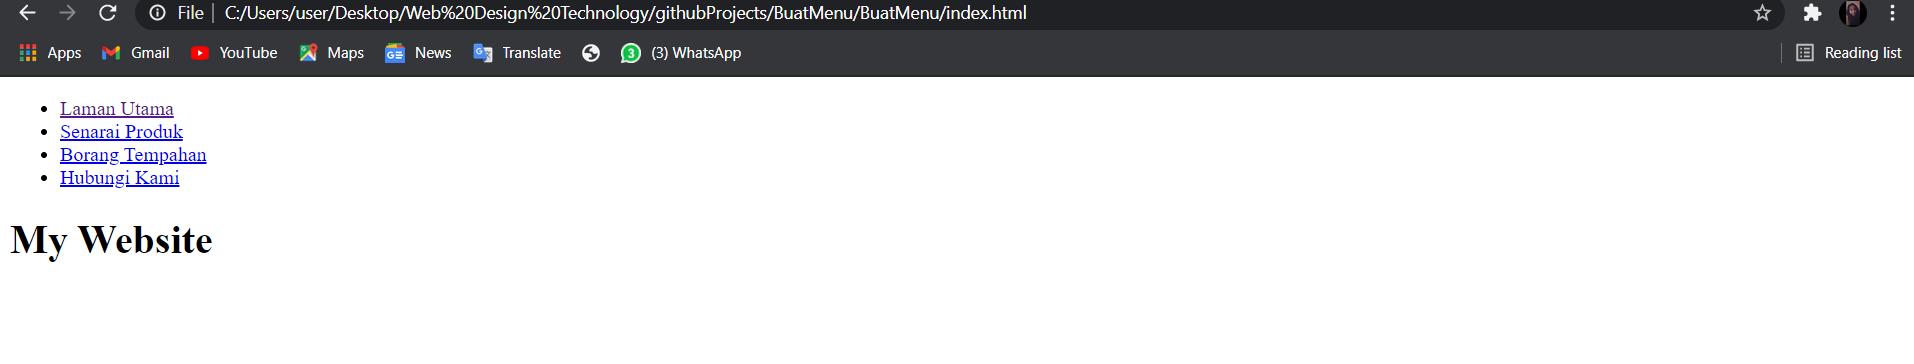 File C:/Users/user/Desktop/Web%20Design%20Technology/githubProjects/BuatMenu/BuatMenu/index.html
Apps Gmail YouTube Maps News Translate 3 (3) WhatsApp Reading list
Laman Utama
Senarai Produk
Borang Tempahan
Hubungi Kami
My Website